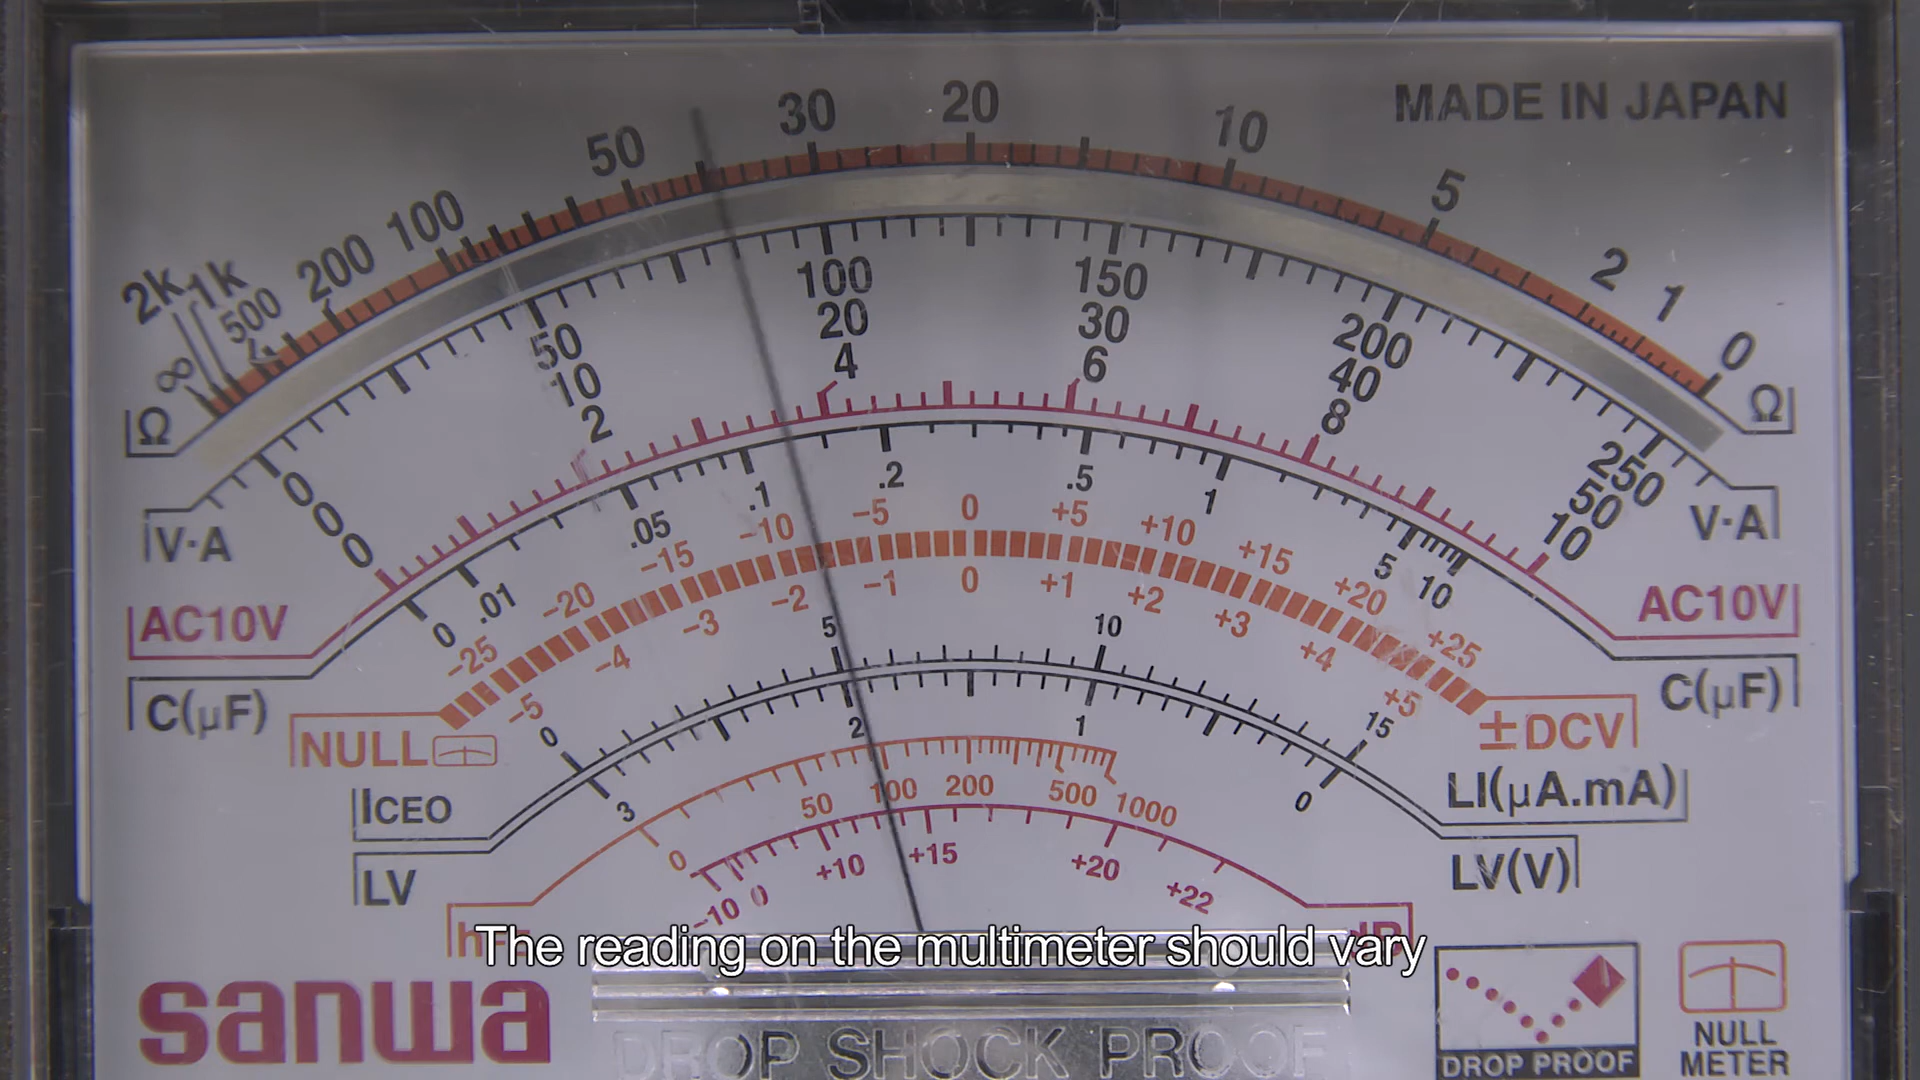 MADE IN JAPAN
2k 1k 500 200 100 50 30 20 10 5 2 1 0
∞
Ω Ω
0 50 100 150 200 250
0 10 20 30 40 50
0 2 4 6 8 10
V·A V·A
AC10V AC10V
0 .01 .05 .1 .2 .5 1 5 10
C(µF) C(µF)
−25 −20 −15 −10 −5 0 +5 +10 +15 +20 +25
−5 −4 −3 −2 −1 0 +1 +2 +3 +4 +5
NULL ±DCV
0 5 10 15
ICEO LI(µA.mA)
3 2 1 0
LV LV(V)
0 50 100 200 500 1000
−10 0 +10 +15 +20 +22
The reading on the multimeter should vary
sanwa
DROP SHOCK PROOF
DROP PROOF
NULL
METER